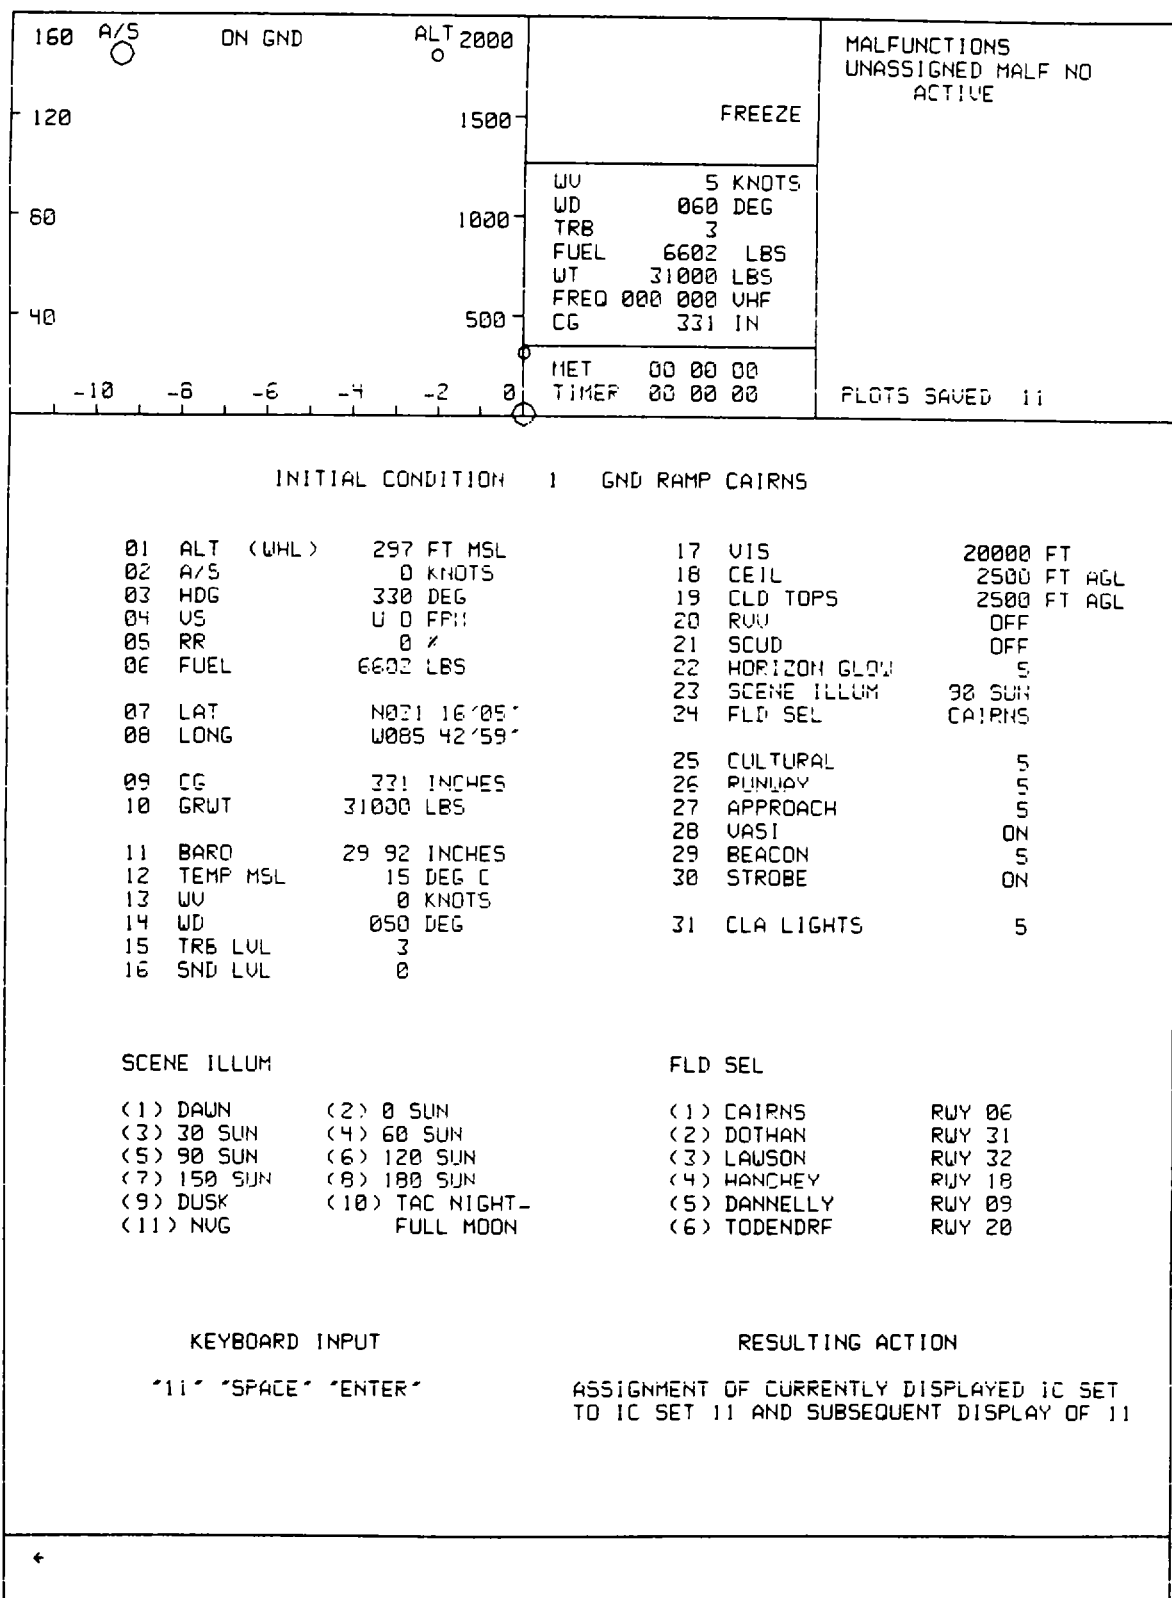 160 A/S ON GND ALT 2000
120 1500
80 1000
40 500
-10 -8 -6 -4 -2 0
FREEZE
WV 5 KNOTS
WD 060 DEG
TRB 3
FUEL 6602 LBS
WT 31000 LBS
FREQ 000 000 VHF
CG 331 IN
MET 00 00 00
TIMER 00 00 00
MALFUNCTIONS
UNASSIGNED MALF NO
ACTIVE
PLOTS SAVED 11
INITIAL CONDITION 1 GND RAMP CAIRNS
01 ALT (WHL) 297 FT MSL
02 A/S 0 KNOTS
03 HDG 330 DEG
04 VS U 0 FPM
05 RR 0 %
06 FUEL 6602 LBS
07 LAT N031 16'05"
08 LONG W085 42'59"
09 CG 331 INCHES
10 GRWT 31000 LBS
11 BARO 29 92 INCHES
12 TEMP MSL 15 DEG C
13 WV 0 KNOTS
14 WD 050 DEG
15 TRB LVL 3
16 SND LVL 0
17 VIS 20000 FT
18 CEIL 2500 FT AGL
19 CLD TOPS 2500 FT AGL
20 RVV OFF
21 SCUD OFF
22 HORIZON GLOW 5
23 SCENE ILLUM 90 SUN
24 FLD SEL CAIRNS
25 CULTURAL 5
26 RUNWAY 5
27 APPROACH 5
28 VASI ON
29 BEACON 5
30 STROBE ON
31 CLA LIGHTS 5
SCENE ILLUM
(1) DAWN (2) 0 SUN
(3) 30 SUN (4) 60 SUN
(5) 90 SUN (6) 120 SUN
(7) 150 SUN (8) 180 SUN
(9) DUSK (10) TAC NIGHT-
(11) NVG FULL MOON
FLD SEL
(1) CAIRNS RWY 06
(2) DOTHAN RWY 31
(3) LAWSON RWY 32
(4) HANCHEY RWY 18
(5) DANNELLY RWY 09
(6) TODENDRF RWY 20
KEYBOARD INPUT
"11" "SPACE" "ENTER"
RESULTING ACTION
ASSIGNMENT OF CURRENTLY DISPLAYED IC SET
TO IC SET 11 AND SUBSEQUENT DISPLAY OF 11